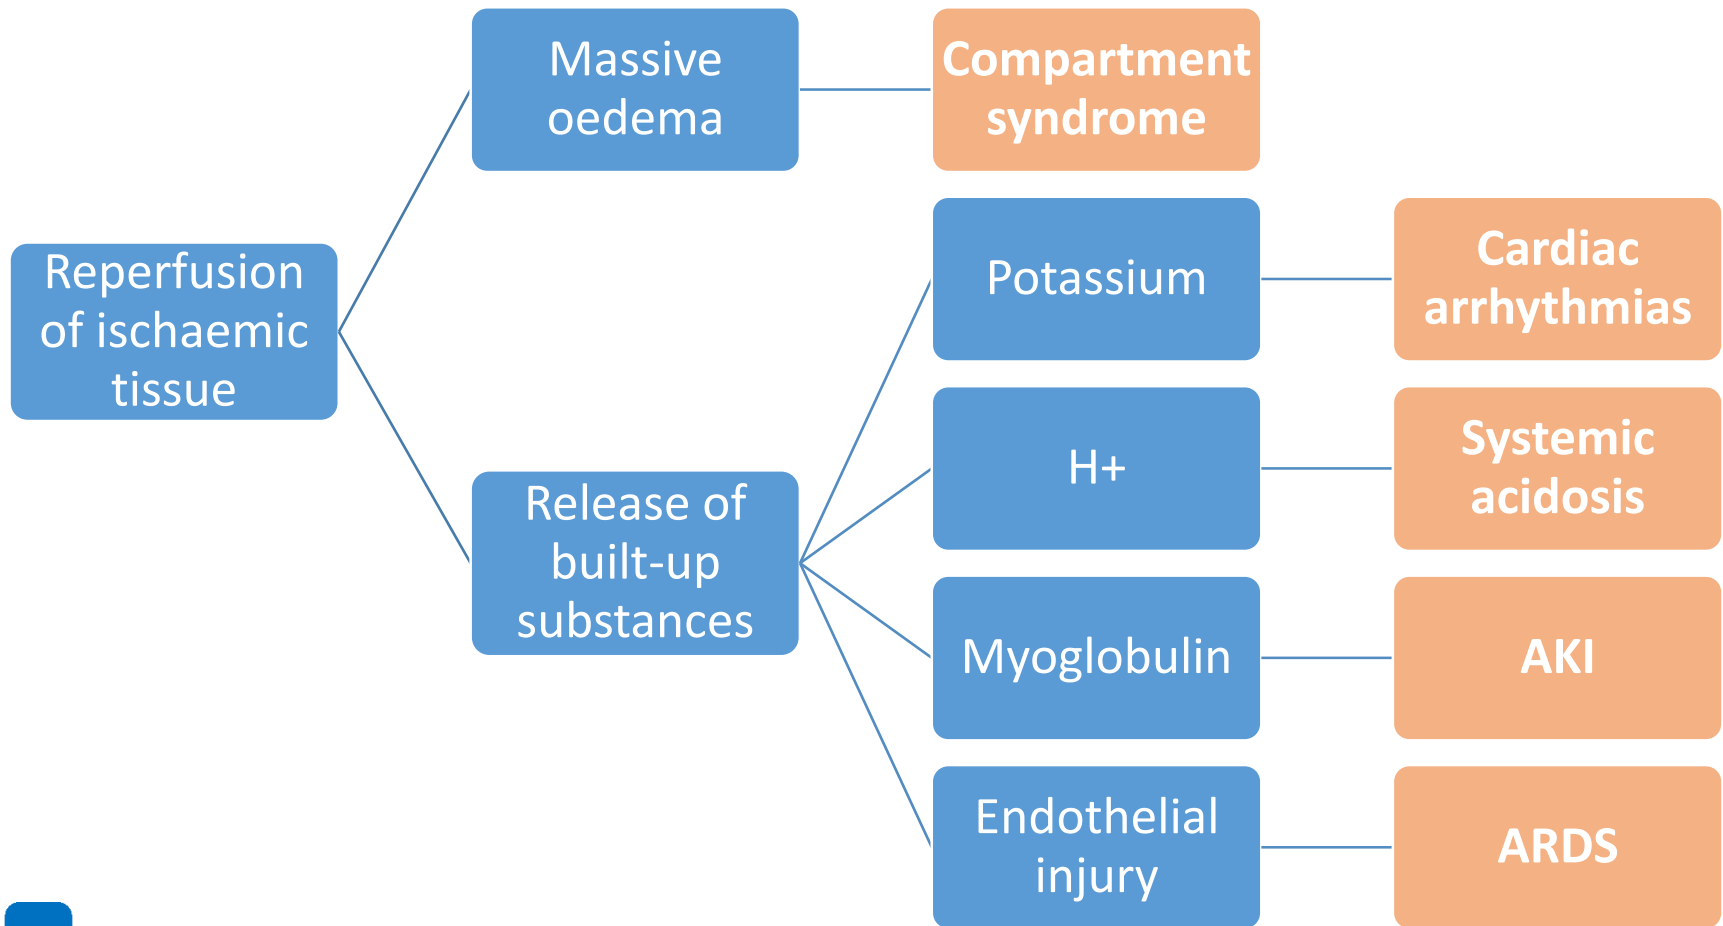 Massive
oedema
Compartment
syndrome
Reperfusion
of ischaemic
tissue
Potassium
Cardiac
arrhythmias
H+
Systemic
acidosis
Release of
built-up
substances
Myoglobulin
AKI
Endothelial
injury
ARDS